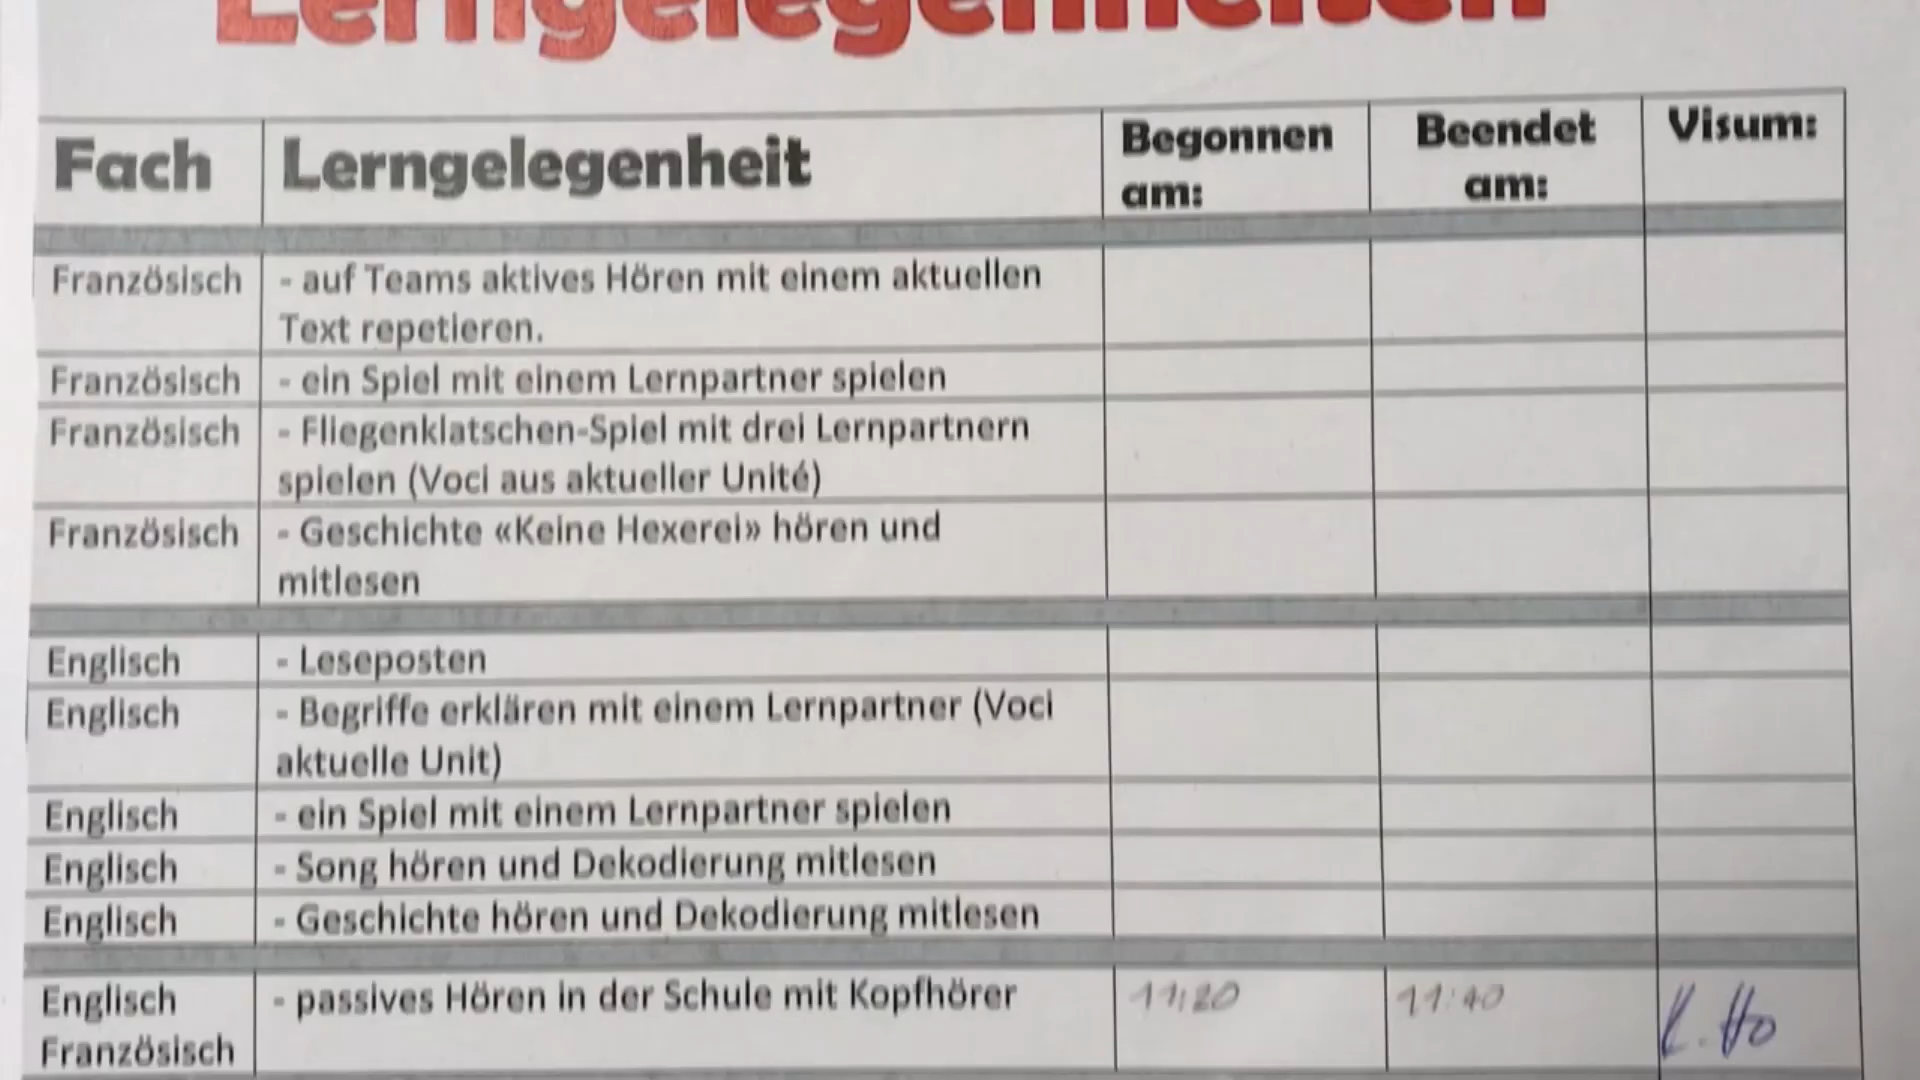 Lerngelegenheiten
Fach Lerngelegenheit Begonnen am: Beendet am: Visum:
Französisch - auf Teams aktives Hören mit einem aktuellen
Text repetieren.
Französisch - ein Spiel mit einem Lernpartner spielen
Französisch - Fliegenklatschen-Spiel mit drei Lernpartnern
spielen (Voci aus aktueller Unité)
Französisch - Geschichte «Keine Hexerei» hören und
mitlesen
Englisch - Leseposten
Englisch - Begriffe erklären mit einem Lernpartner (Voci
aktuelle Unit)
Englisch - ein Spiel mit einem Lernpartner spielen
Englisch - Song hören und Dekodierung mitlesen
Englisch - Geschichte hören und Dekodierung mitlesen
Englisch - passives Hören in der Schule mit Kopfhörer 11:20 11:40
Französisch